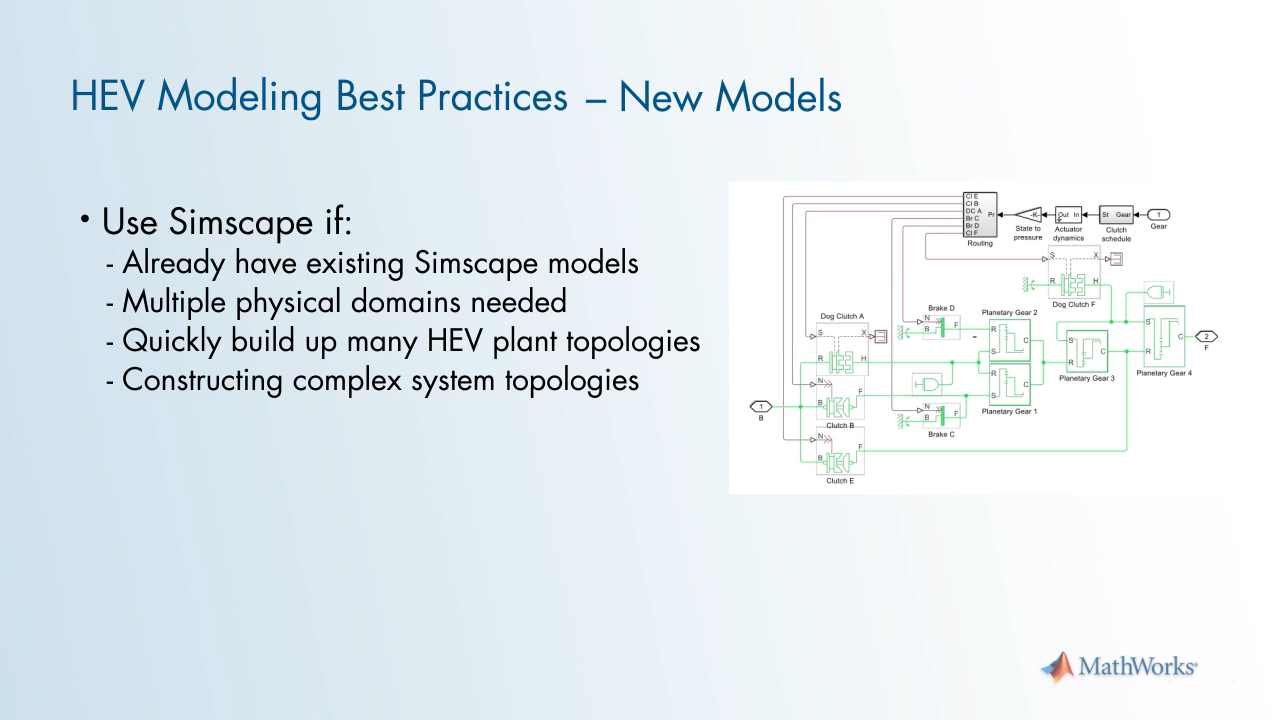 HEV Modeling Best Practices – New Models
• Use Simscape if:
- Already have existing Simscape models
- Multiple physical domains needed
- Quickly build up many HEV plant topologies
- Constructing complex system topologies
Cl E
Cl B
DC A
Br C
Br D
Cl F
Pr
Routing
-K-
State to
pressure
Out In
Actuator
dynamics
St Gear
Clutch
schedule
1
Gear
S X
R H
Dog Clutch F
Dog Clutch A
S X
R H
Brake D
N
B F
Planetary Gear 2
R
C
S
R
C
S
Planetary Gear 1
S
C
R
Planetary Gear 3
S
C
R
Planetary Gear 4
2
F
1
B
N
F
B
Clutch B
N
B F
Brake C
N
F
B
Clutch E
MathWorks®